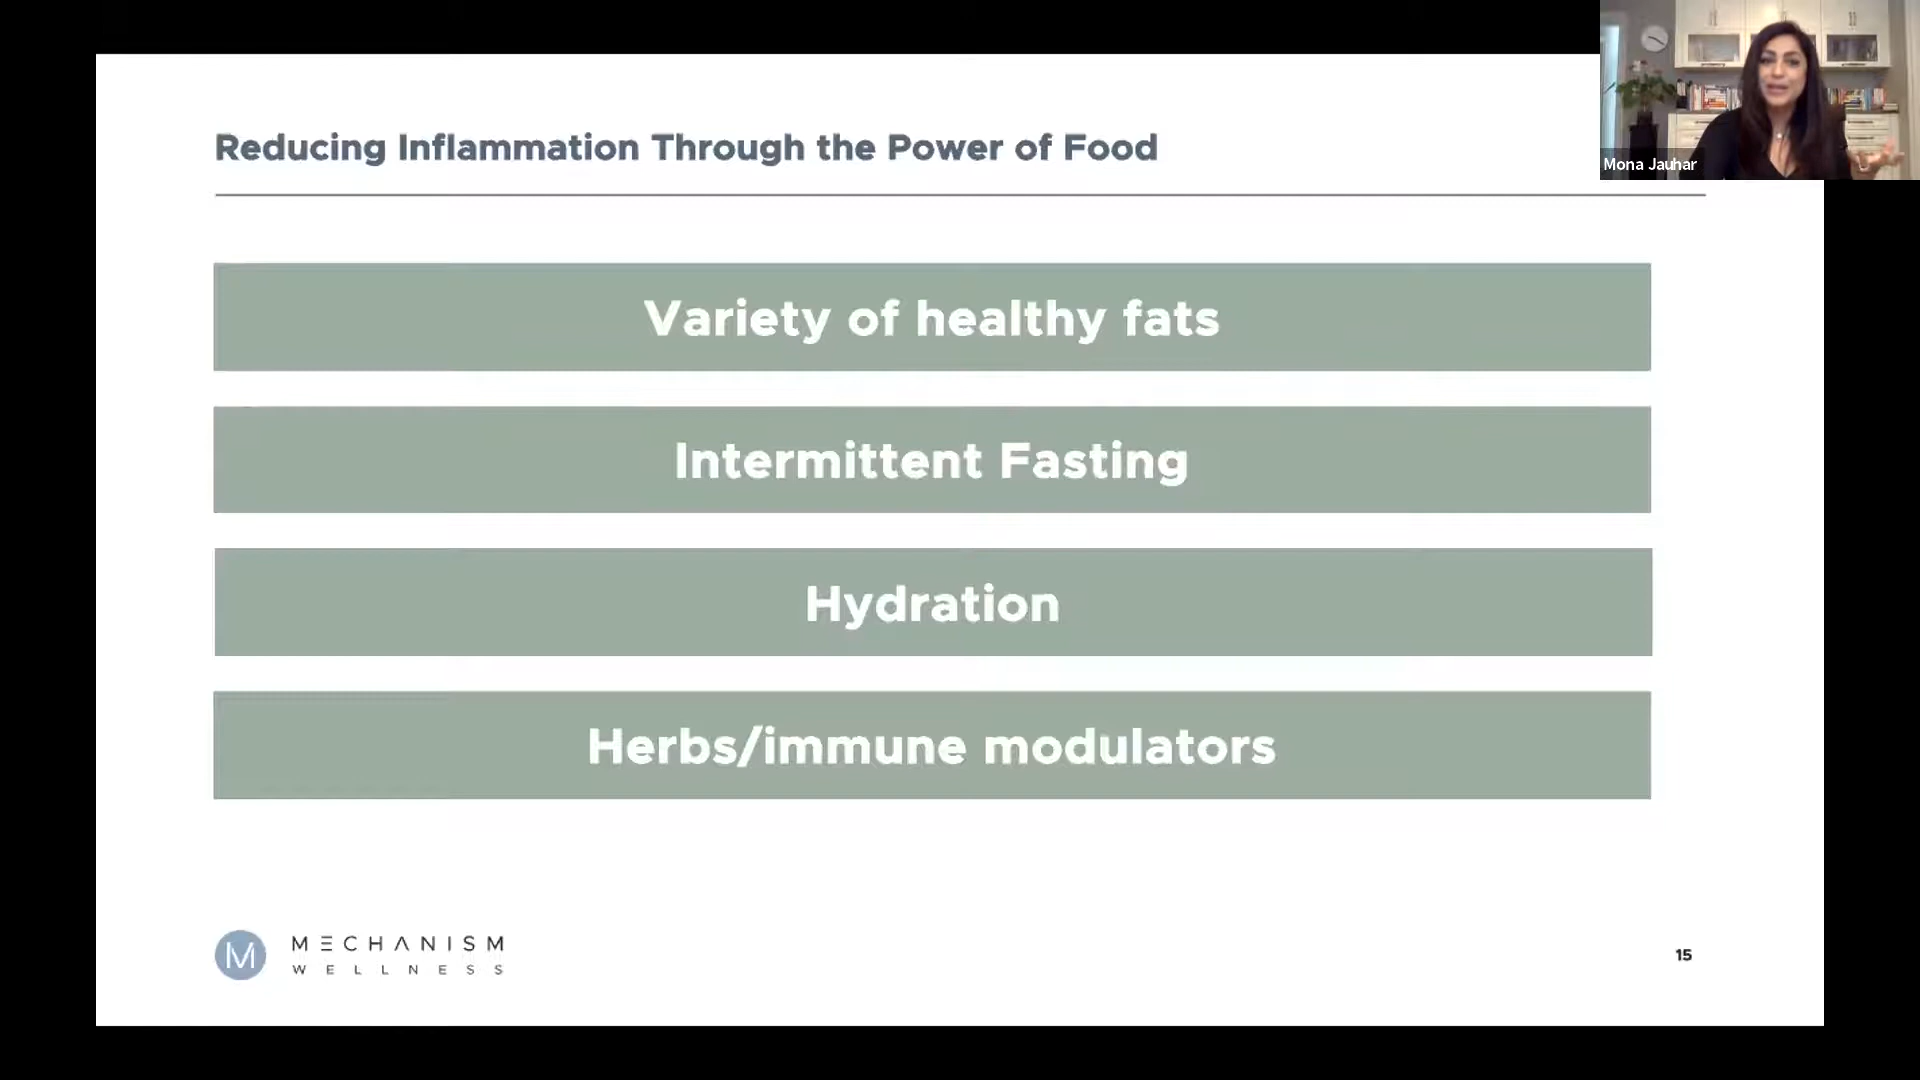 Mona Jauhar
Reducing Inflammation Through the Power of Food
Variety of healthy fats
Intermittent Fasting
Hydration
Herbs/immune modulators
M
MECHANISM
WELLNESS
15